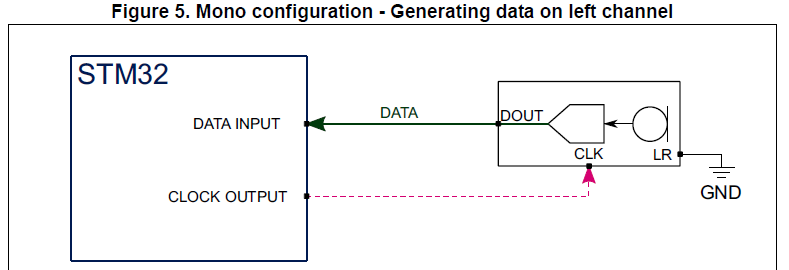 Figure 5. Mono configuration - Generating data on left channel
STM32
DATA INPUT
DATA
DOUT
CLK
LR
CLOCK OUTPUT
GND